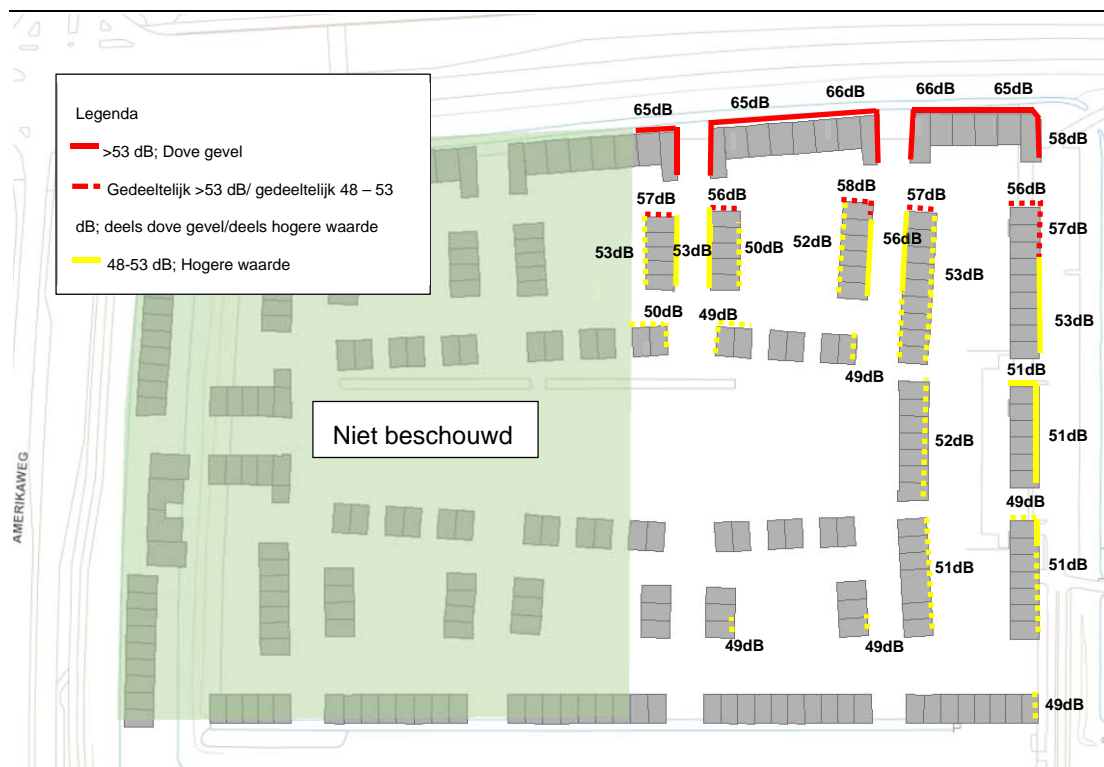 Legenda
>53 dB; Dove gevel
Gedeeltelijk >53 dB/ gedeeltelijk 48 – 53
dB; deels dove gevel/deels hogere waarde
48-53 dB; Hogere waarde
65dB
65dB
66dB
66dB
65dB
58dB
57dB
56dB
58dB
57dB
56dB
57dB
53dB
53dB
50dB
52dB
56dB
53dB
53dB
50dB
49dB
49dB
51dB
Niet beschouwd
52dB
51dB
49dB
AMERIKAWEG
51dB
51dB
49dB
49dB
49dB